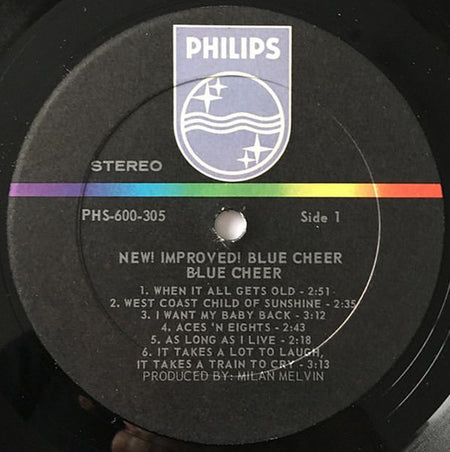 PHILIPS
STEREO
PHS-600-305 Side 1
NEW! IMPROVED! BLUE CHEER
BLUE CHEER
1. WHEN IT ALL GETS OLD - 2:51
2. WEST COAST CHILD OF SUNSHINE - 2:35
3. I WANT MY BABY BACK - 3:12
4. ACES 'N EIGHTS - 2:43
5. AS LONG AS I LIVE - 2:18
6. IT TAKES A LOT TO LAUGH,
IT TAKES A TRAIN TO CRY - 3:13
PRODUCED BY: MILAN MELVIN